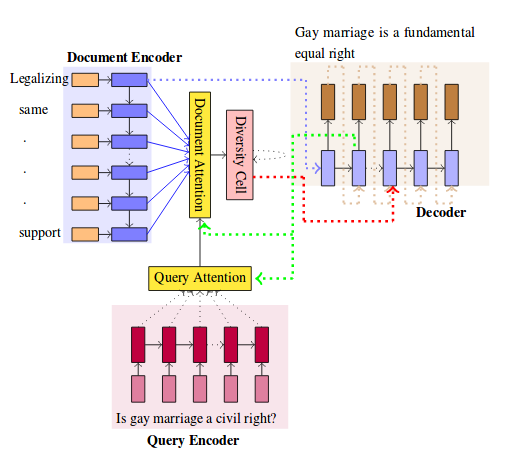 Gay marriage is a fundamental
equal right
Document Encoder
Legalizing
same
.
.
.
support
Document Attention
Diversity Cell
Decoder
Query Attention
Is gay marriage a civil right?
Query Encoder